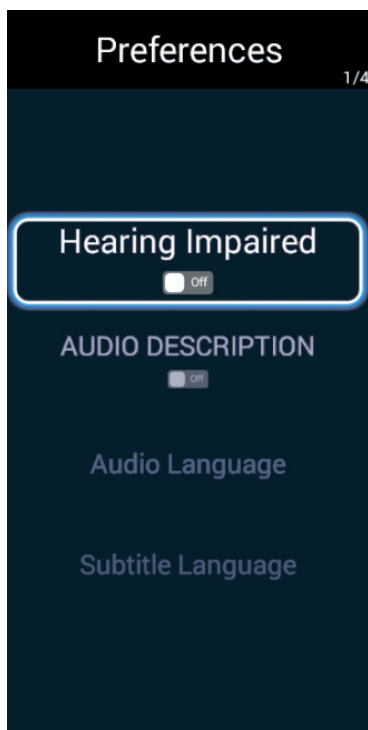 Preferences
1/4
Hearing Impaired
Off
AUDIO DESCRIPTION
Off
Audio Language
Subtitle Language